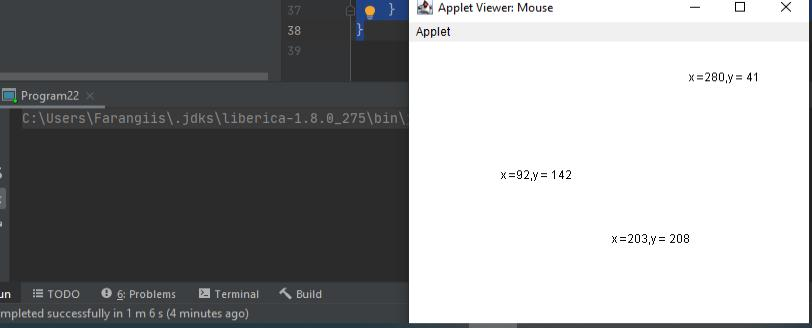 37 }
38 }
39
Program22
C:\Users\Farangiis\.jdks\liberica-1.8.0_275\bin\
un TODO 6: Problems Terminal Build
mpleted successfully in 1 m 6 s (4 minutes ago)
Applet Viewer: Mouse
Applet
x=280,y= 41
x=92,y= 142
x=203,y= 208